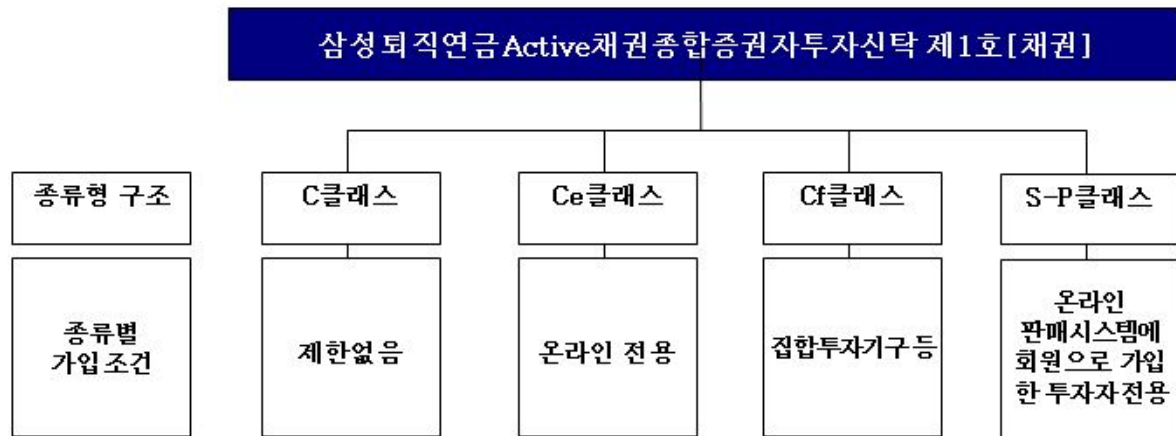 삼성퇴직연금Active채권종합증권자투자신탁 제1호[채권]
종류형 구조
C클래스
Ce클래스
Cf클래스
S-P클래스
종류별
가입조건
제한없음
온라인 전용
집합투자기구 등
온라인
판매시스템에
회원으로 가입
한 투자자전용